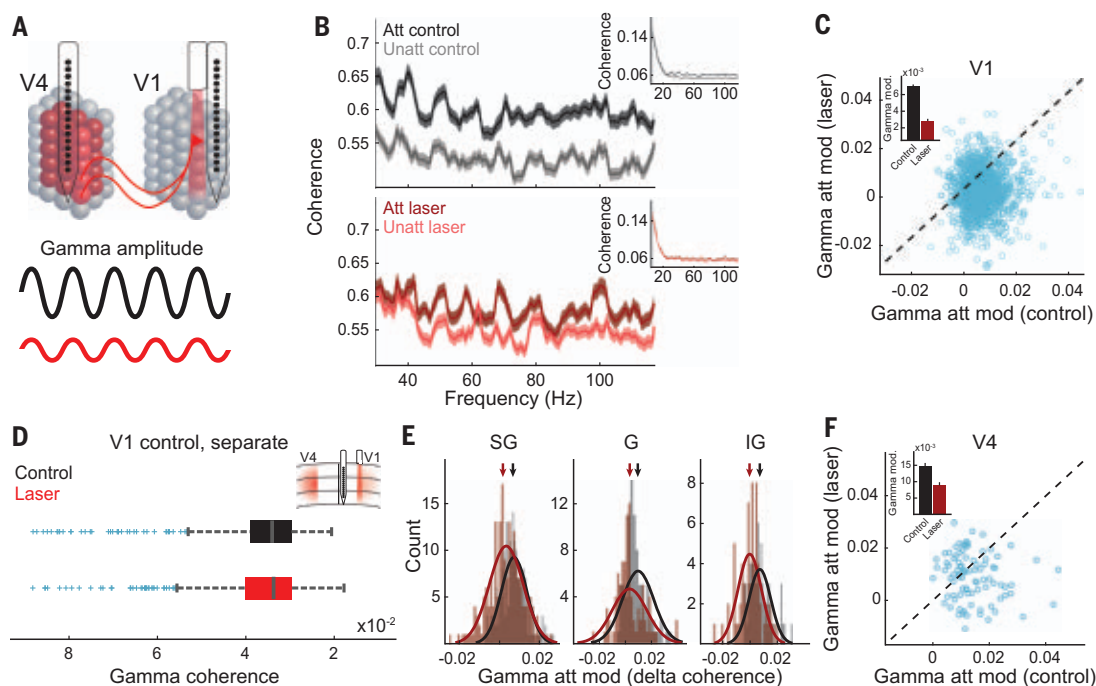 A
V4
V1
Gamma amplitude
B
Att control
Unatt control
0.7
0.65
0.6
0.55
Coherence
0.14
0.06
20 60 100
Coherence
Att laser
Unatt laser
0.7
0.65
0.6
0.55
Coherence
0.14
0.06
20 60 100
40 60 80 100
Frequency (Hz)
C
V1
0.04
0.02
0
-0.02
Gamma att mod (laser)
x10-3
6
4
2
Gamma mod.
Control
Laser
-0.02 0 0.02 0.04
Gamma att mod (control)
D
V1 control, separate
Control
Laser
V4
V1
x10-2
8 6 4 2
Gamma coherence
E
SG
G
IG
Count
15
10
5
12
8
4
8
6
4
2
-0.02 0 0.02
-0.02 0 0.02
-0.02 0 0.02
Gamma att mod (delta coherence)
F
V4
0.04
0.02
0
Gamma att mod (laser)
x10-3
15
10
5
Gamma mod.
Control
Laser
0 0.02 0.04
Gamma att mod (control)